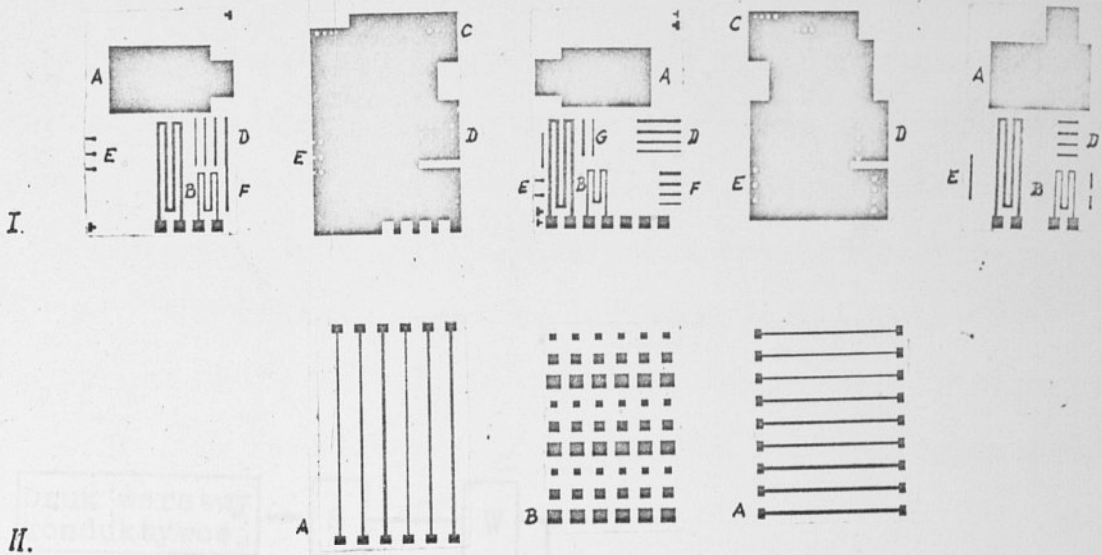 C C
A A A
G D D D D
E E B B E E B F F
I.
A B A
II.